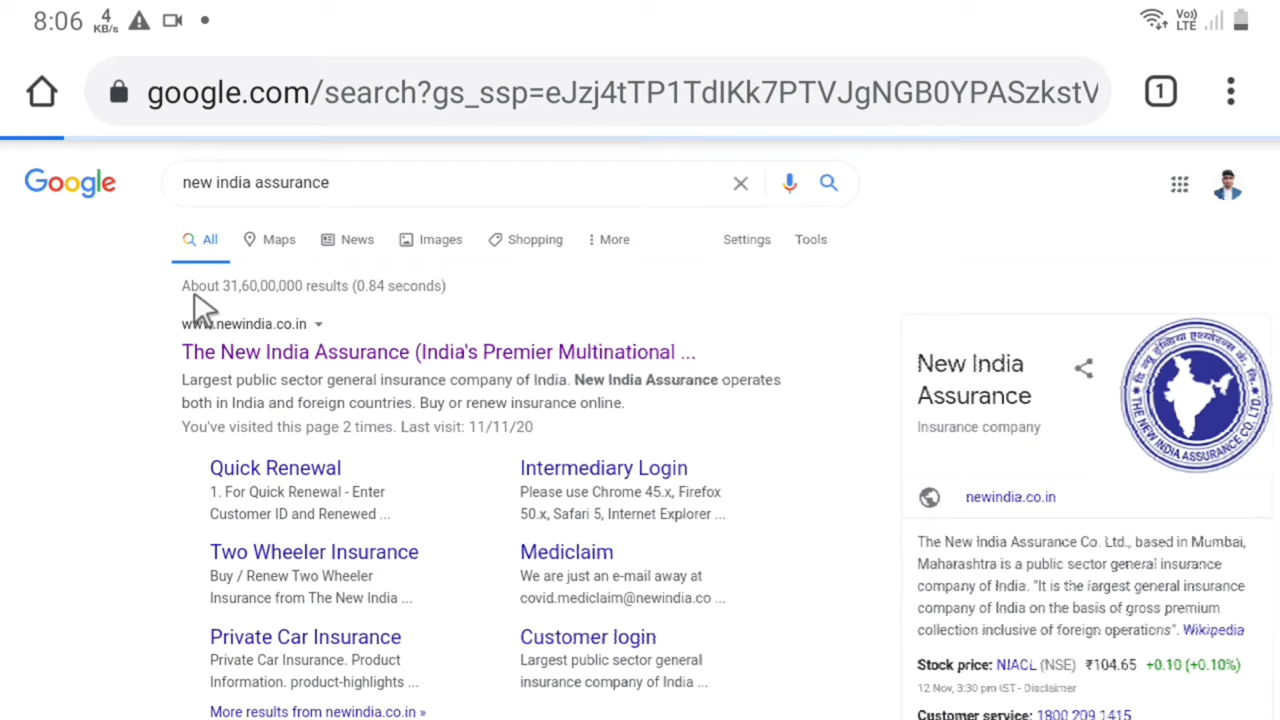 8:06 4 KB/s Vo) LTE
google.com/search?gs_ssp=eJzj4tTP1TdIKk7PTVJgNGB0YPASzkstV 1
Google new india assurance
All Maps News Images Shopping More Settings Tools
About 31,60,00,000 results (0.84 seconds)
www.newindia.co.in
The New India Assurance (India's Premier Multinational ...
Largest public sector general insurance company of India. New India Assurance operates
both in India and foreign countries. Buy or renew insurance online.
You've visited this page 2 times. Last visit: 11/11/20
Quick Renewal
1. For Quick Renewal - Enter
Customer ID and Renewed ...
Intermediary Login
Please use Chrome 45.x, Firefox
50.x, Safari 5, Internet Explorer ...
Two Wheeler Insurance
Buy / Renew Two Wheeler
Insurance from The New India ...
Mediclaim
We are just an e-mail away at
covid.mediclaim@newindia.co ...
Private Car Insurance
Private Car Insurance. Product
Information. product-highlights ...
Customer login
Largest public sector general
insurance company of India ...
More results from newindia.co.in »
New India
Assurance
Insurance company
दि न्यू इन्डिया एश्योरन्स कं. लि.
THE NEW INDIA ASSURANCE CO. LTD.
newindia.co.in
The New India Assurance Co. Ltd., based in Mumbai,
Maharashtra is a public sector general insurance
company of India. "It is the largest general insurance
company of India on the basis of gross premium
collection inclusive of foreign operations". Wikipedia
Stock price: NIACL (NSE) ₹104.65 +0.10 (+0.10%)
12 Nov, 3:30 pm IST - Disclaimer
Customer service: 1800 209 1415